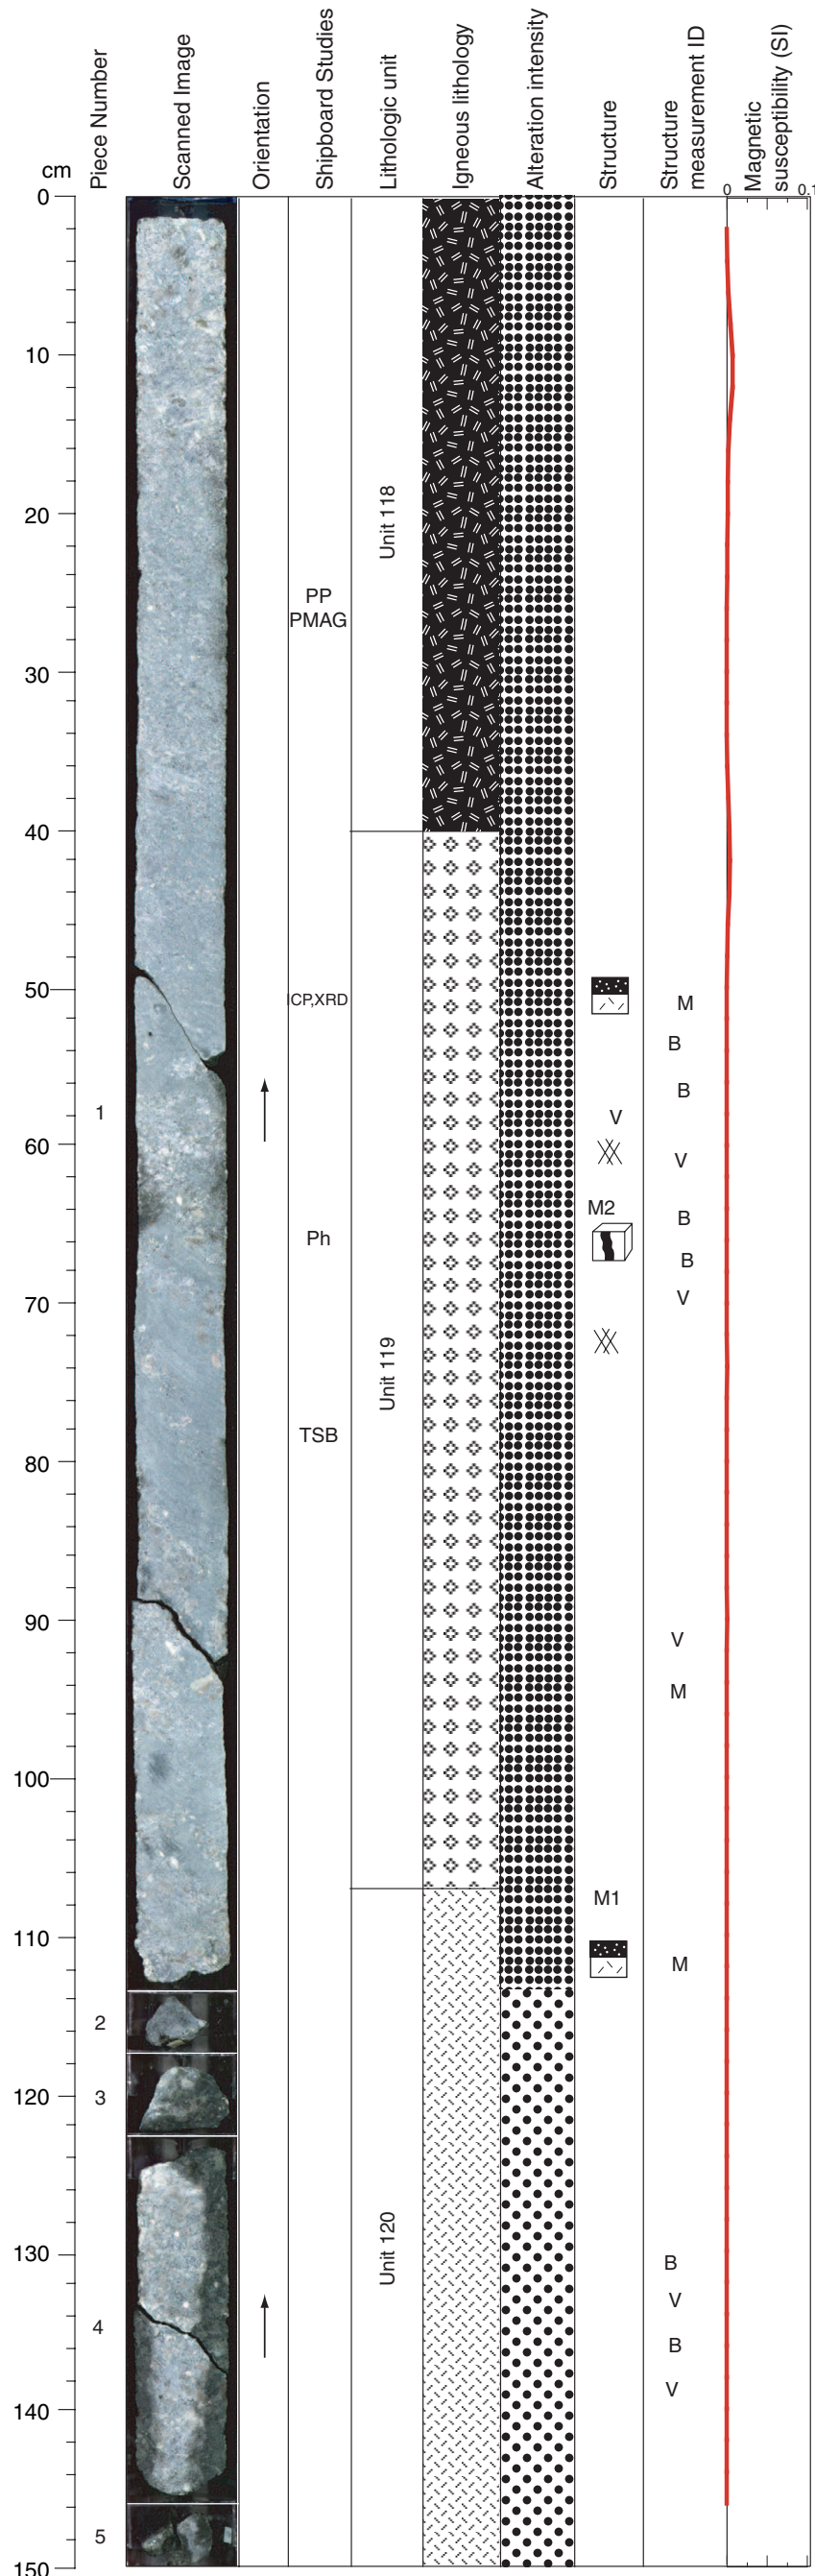 cm
Piece Number
Scanned Image
Orientation
Shipboard Studies
Lithologic unit
Igneous lithology
Alteration intensity
Structure
Structure
measurement ID
Magnetic
susceptibility (SI)
0
0.1
0
10
20
30
40
50
60
70
80
90
100
110
120
130
140
150
1
2
3
4
5
PP
PMAG
ICP,XRD
Ph
TSB
Unit 118
Unit 119
Unit 120
V
M2
M1
M
B
B
V
B
B
V
V
M
M
B
V
B
V